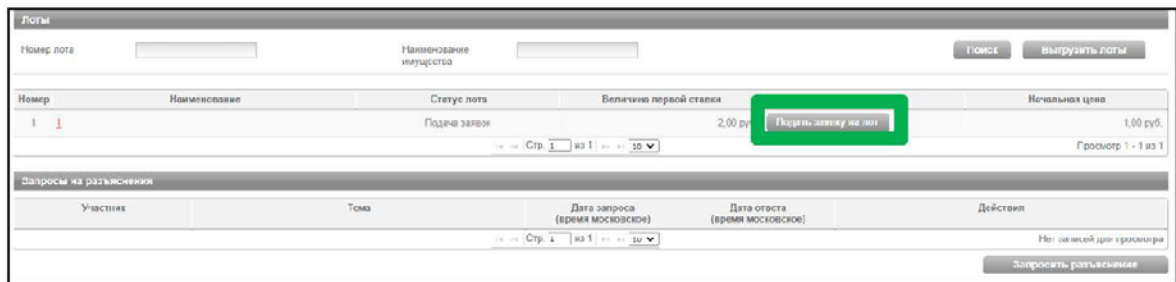 Лоты
Номер лота
Наименование имущества
Поиск
Выгрузить лоты
Номер Наименование Статус лота Величина первой ставки Начальная цена
1 1 Подача заявок 2,00 руб. Подать заявку на лот 1,00 руб.
Стр. 1 из 1 10 Просмотр 1 - 1 из 1
Запросы на разъяснения
Участник Тема Дата запроса (время московское) Дата ответа (время московское) Действия
Стр. 1 из 1 10 Нет записей для просмотра
Запросить разъяснение